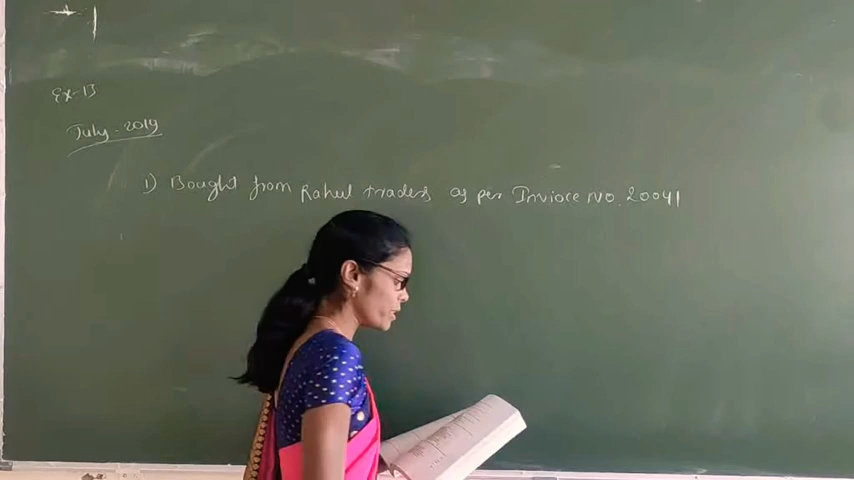 Ex-13
July - 2019
1) Bought from Rahul traders as per Invoice No. 20041